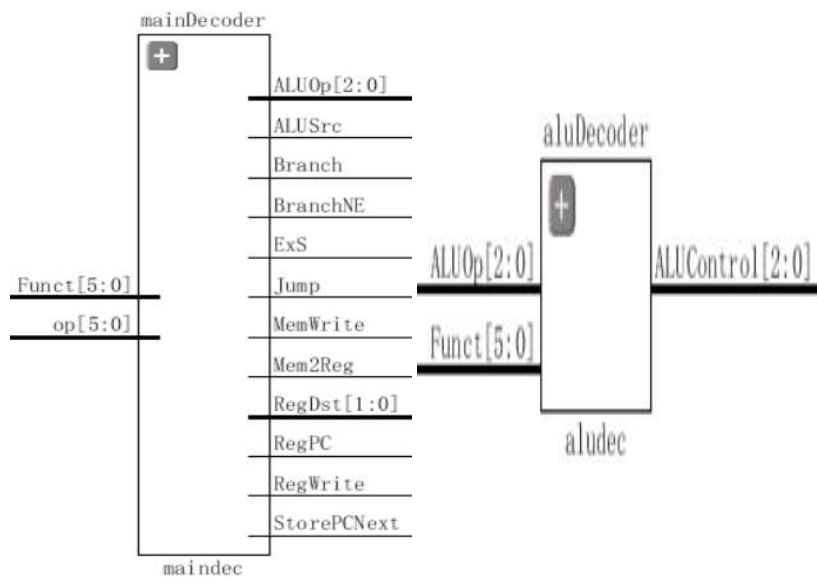 mainDecoder
ALUOp[2:0]
ALUSrc
Branch
BranchNE
ExS
Funct[5:0]
Jump
op[5:0]
MemWrite
Mem2Reg
RegDst[1:0]
RegPC
RegWrite
StorePCNext
maindec
aluDecoder
ALUOp[2:0]
ALUControl[2:0]
Funct[5:0]
aludec